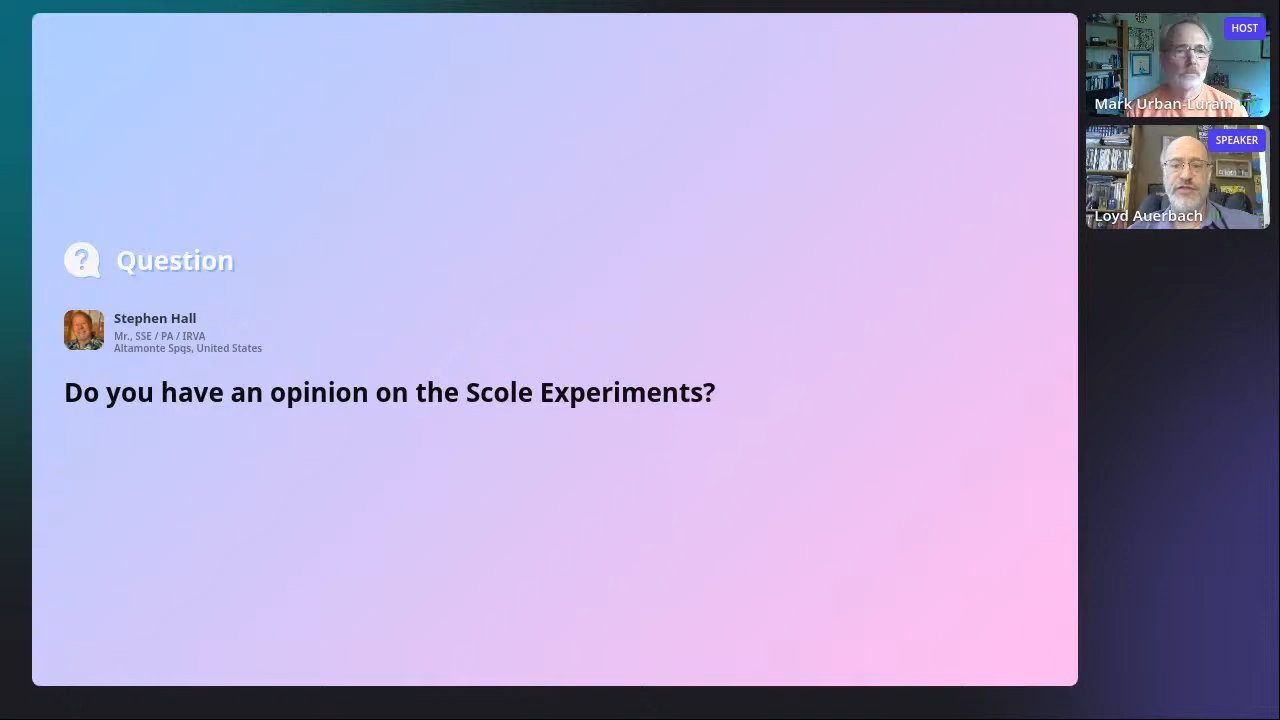 Question
Stephen Hall
Mr., SSE / PA / IRVA
Altamonte Spgs, United States
Do you have an opinion on the Scole Experiments?
HOST
Mark Urban-Lurain
SPEAKER
Loyd Auerbach